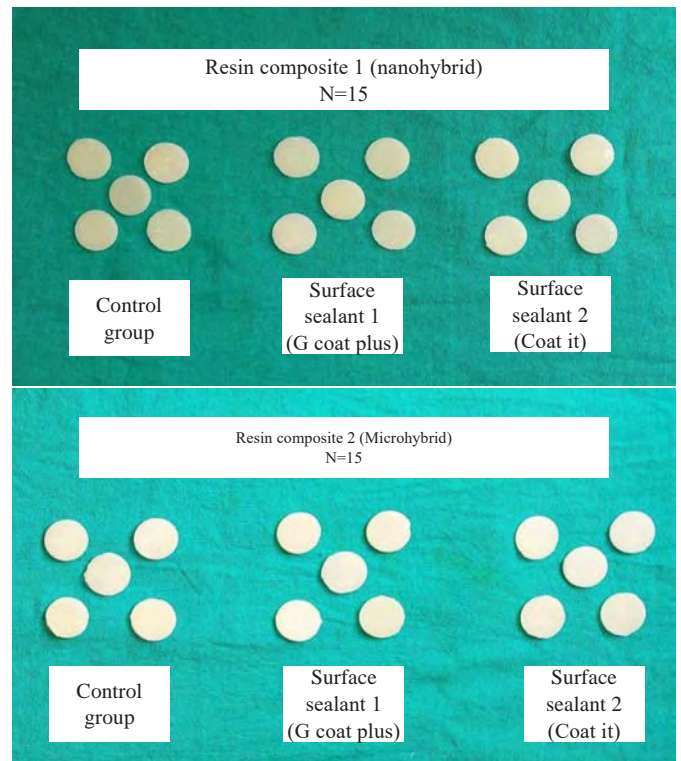 Resin composite 1 (nanohybrid)
N=15
Control
group
Surface
sealant 1
(G coat plus)
Surface
sealant 2
(Coat it)
Resin composite 2 (Microhybrid)
N=15
Control
group
Surface
sealant 1
(G coat plus)
Surface
sealant 2
(Coat it)